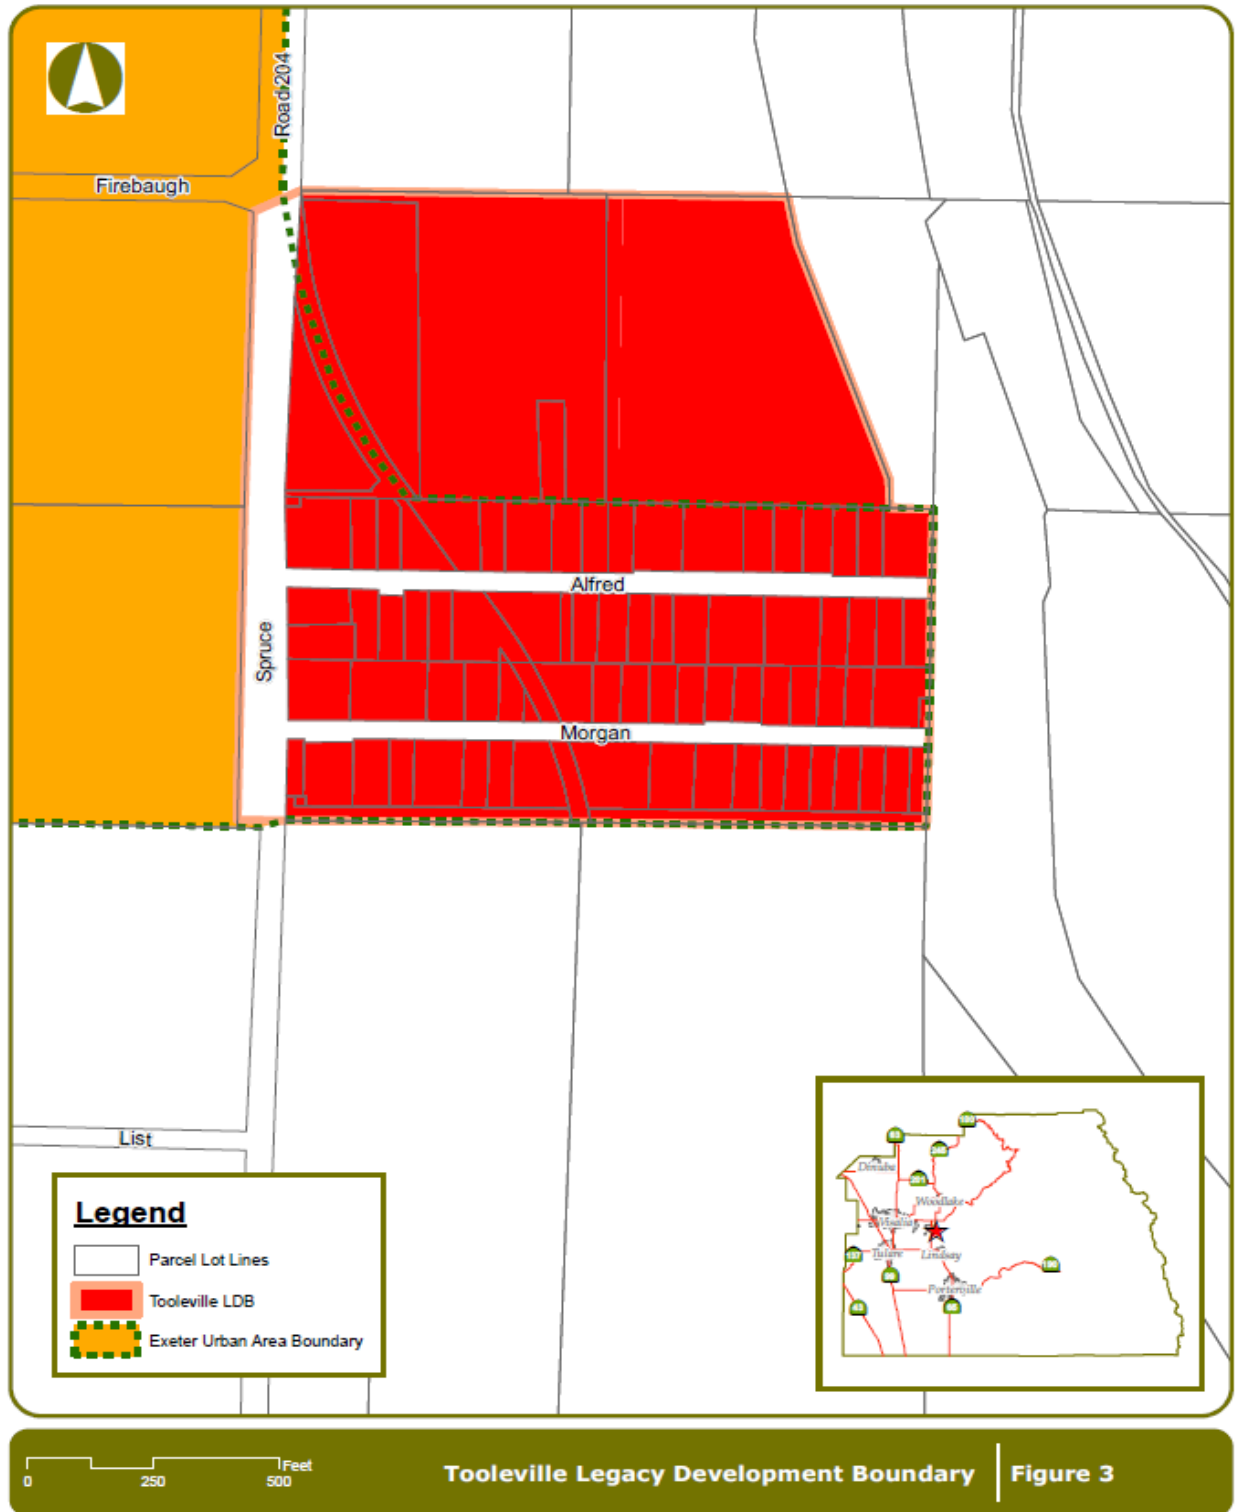 Road 204
Firebaugh
Alfred
Spruce
Morgan
List
Legend
Parcel Lot Lines
Tooleville LDB
Exeter Urban Area Boundary
Dinuba
Woodlake
Visalia
Tulare
Lindsay
Porterville
0 250 500 Feet
Tooleville Legacy Development Boundary
Figure 3